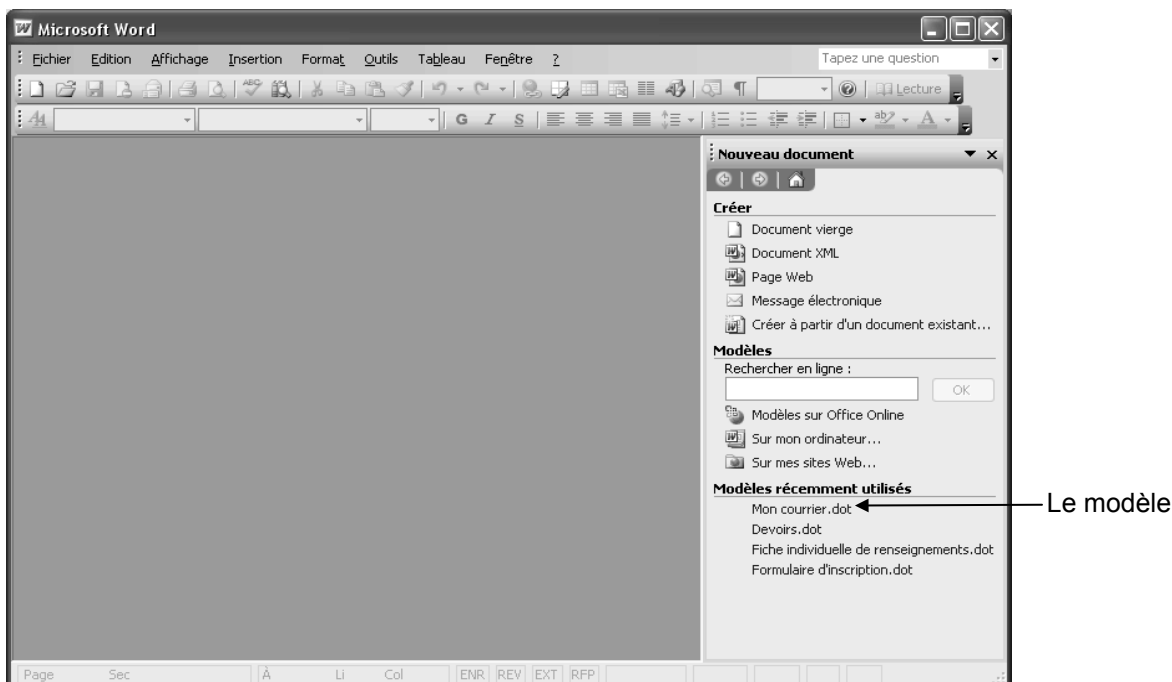 Microsoft Word
Fichier Edition Affichage Insertion Format Outils Tableau Fenêtre ? Tapez une question
Lecture
G I S
Nouveau document
Créer
Document vierge
Document XML
Page Web
Message électronique
Créer à partir d'un document existant...
Modèles
Rechercher en ligne :
OK
Modèles sur Office Online
Sur mon ordinateur...
Sur mes sites Web...
Modèles récemment utilisés
Mon courrier.dot Le modèle
Devoirs.dot
Fiche individuelle de renseignements.dot
Formulaire d'inscription.dot
Page Sec À Li Col ENR REV EXT RFP